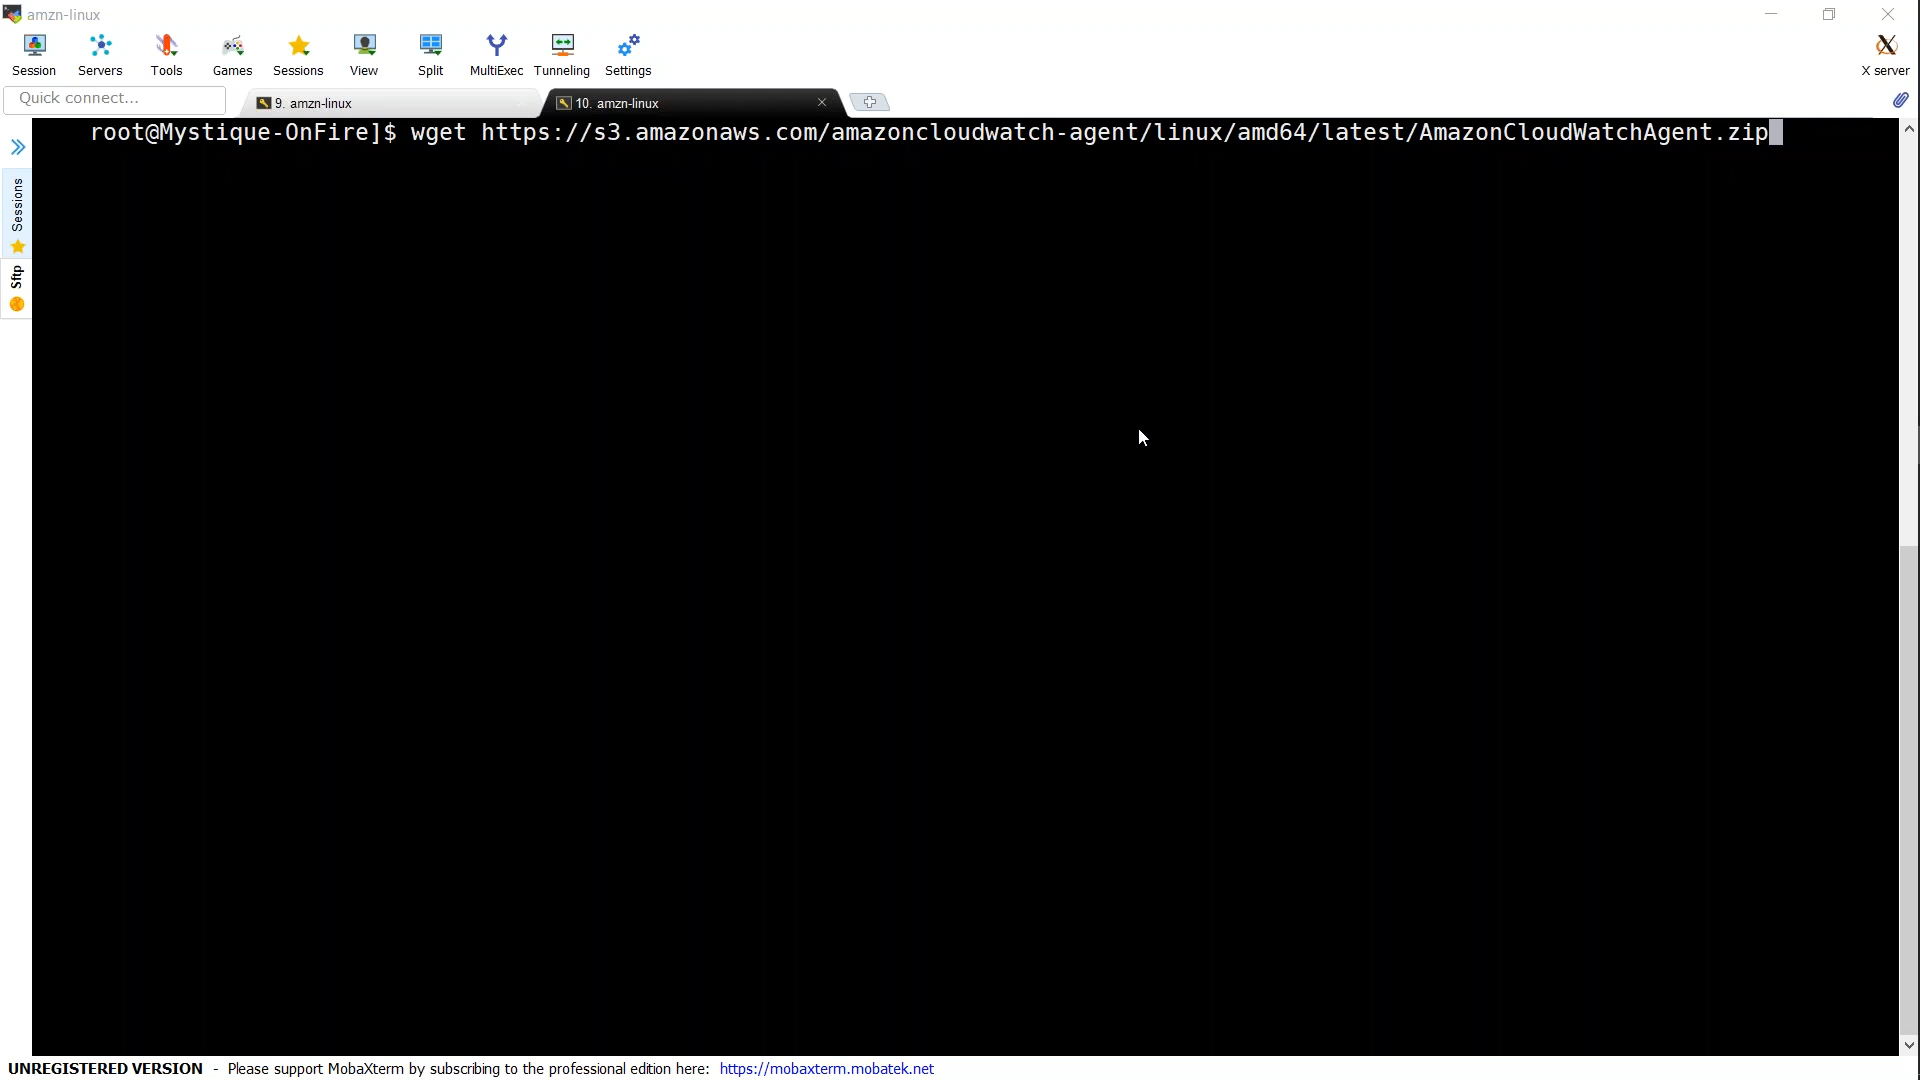 amzn-linux
Session Servers Tools Games Sessions View Split MultiExec Tunneling Settings X server
Quick connect... 9. amzn-linux 10. amzn-linux
root@Mystique-OnFire]$ wget https://s3.amazonaws.com/amazoncloudwatch-agent/linux/amd64/latest/AmazonCloudWatchAgent.zip
Sessions
Sftp
UNREGISTERED VERSION - Please support MobaXterm by subscribing to the professional edition here: https://mobaxterm.mobatek.net